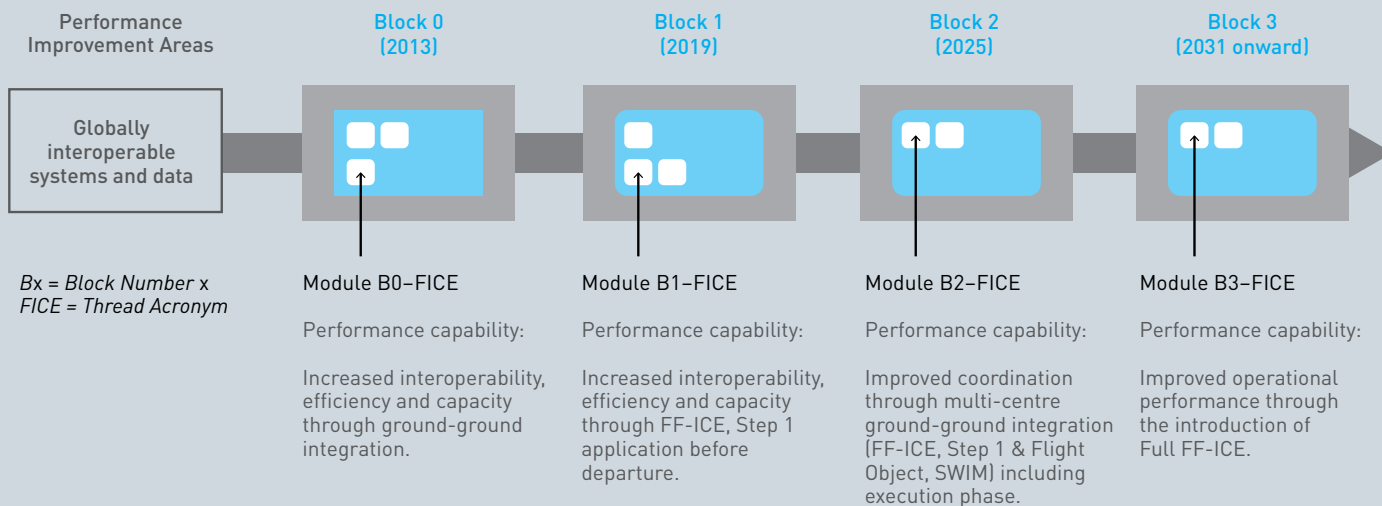 Performance
Improvement Areas
Block 0
(2013)
Block 1
(2019)
Block 2
(2025)
Block 3
(2031 onward)
Globally
interoperable
systems and data
Bx = Block Number x
FICE = Thread Acronym
Module B0–FICE
Performance capability:
Increased interoperability,
efficiency and capacity
through ground-ground
integration.
Module B1–FICE
Performance capability:
Increased interoperability,
efficiency and capacity
through FF-ICE, Step 1
application before
departure.
Module B2–FICE
Performance capability:
Improved coordination
through multi-centre
ground-ground integration
(FF-ICE, Step 1 & Flight
Object, SWIM) including
execution phase.
Module B3–FICE
Performance capability:
Improved operational
performance through
the introduction of
Full FF-ICE.